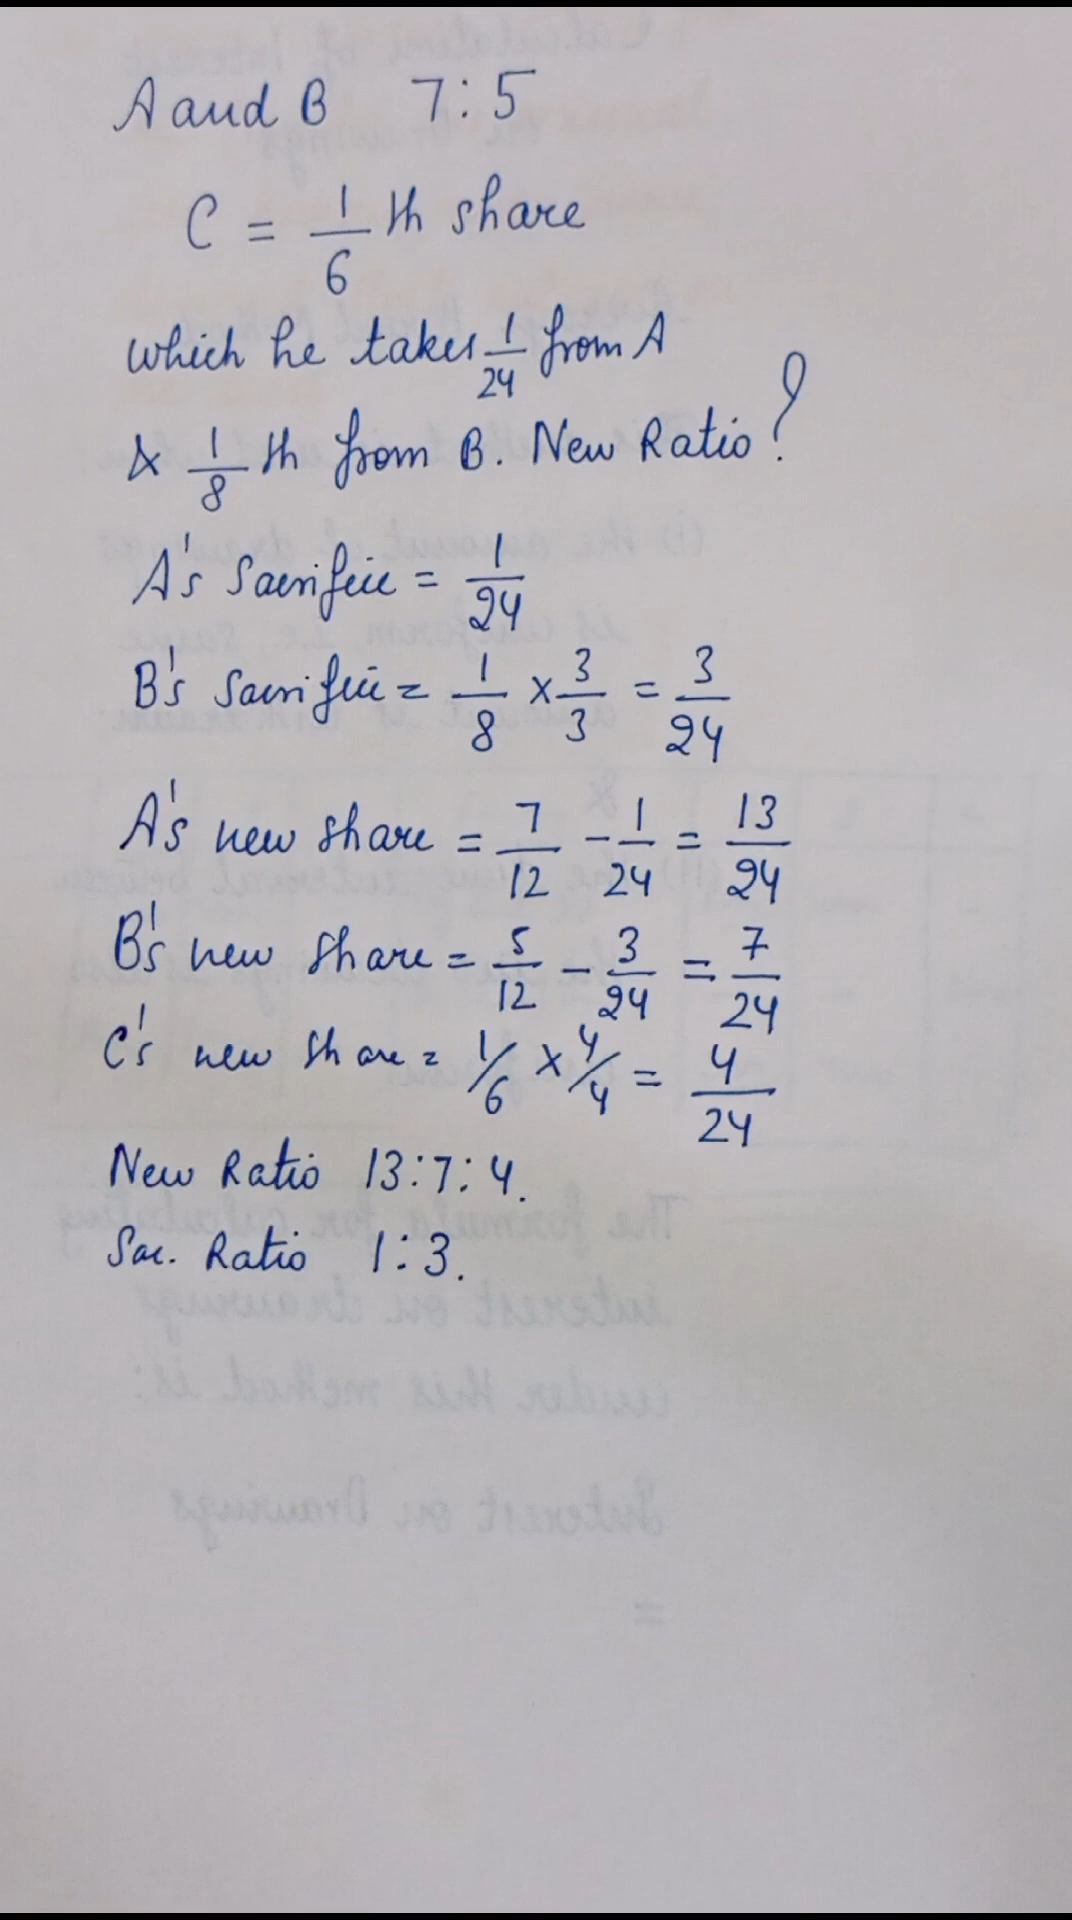 A and B 7:5
C = 1/6 th share
which he takes 1/24 from A
& 1/8 th from B. New Ratio?
A's Sacrifice = 1/24
B's Sacrifice = 1/8 × 3/3 = 3/24
A's new share = 7/12 - 1/24 = 13/24
B's new share = 5/12 - 3/24 = 7/24
C's new share = 1/6 × 4/4 = 4/24
New Ratio 13:7:4.
Sac. Ratio 1:3.